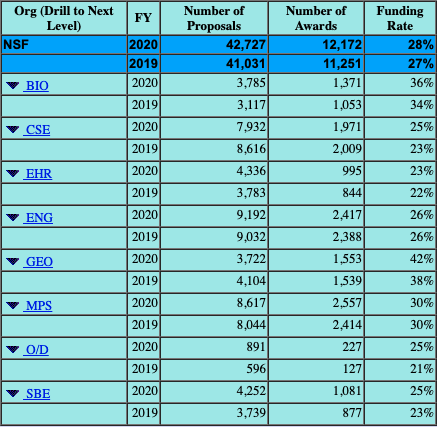 Org (Drill to Next Level) FY Number of Proposals Number of Awards Funding Rate
NSF 2020 42,727 12,172 28%
2019 41,031 11,251 27%
BIO 2020 3,785 1,371 36%
2019 3,117 1,053 34%
CSE 2020 7,932 1,971 25%
2019 8,616 2,009 23%
EHR 2020 4,336 995 23%
2019 3,783 844 22%
ENG 2020 9,192 2,417 26%
2019 9,032 2,388 26%
GEO 2020 3,722 1,553 42%
2019 4,104 1,539 38%
MPS 2020 8,617 2,557 30%
2019 8,044 2,414 30%
O/D 2020 891 227 25%
2019 596 127 21%
SBE 2020 4,252 1,081 25%
2019 3,739 877 23%